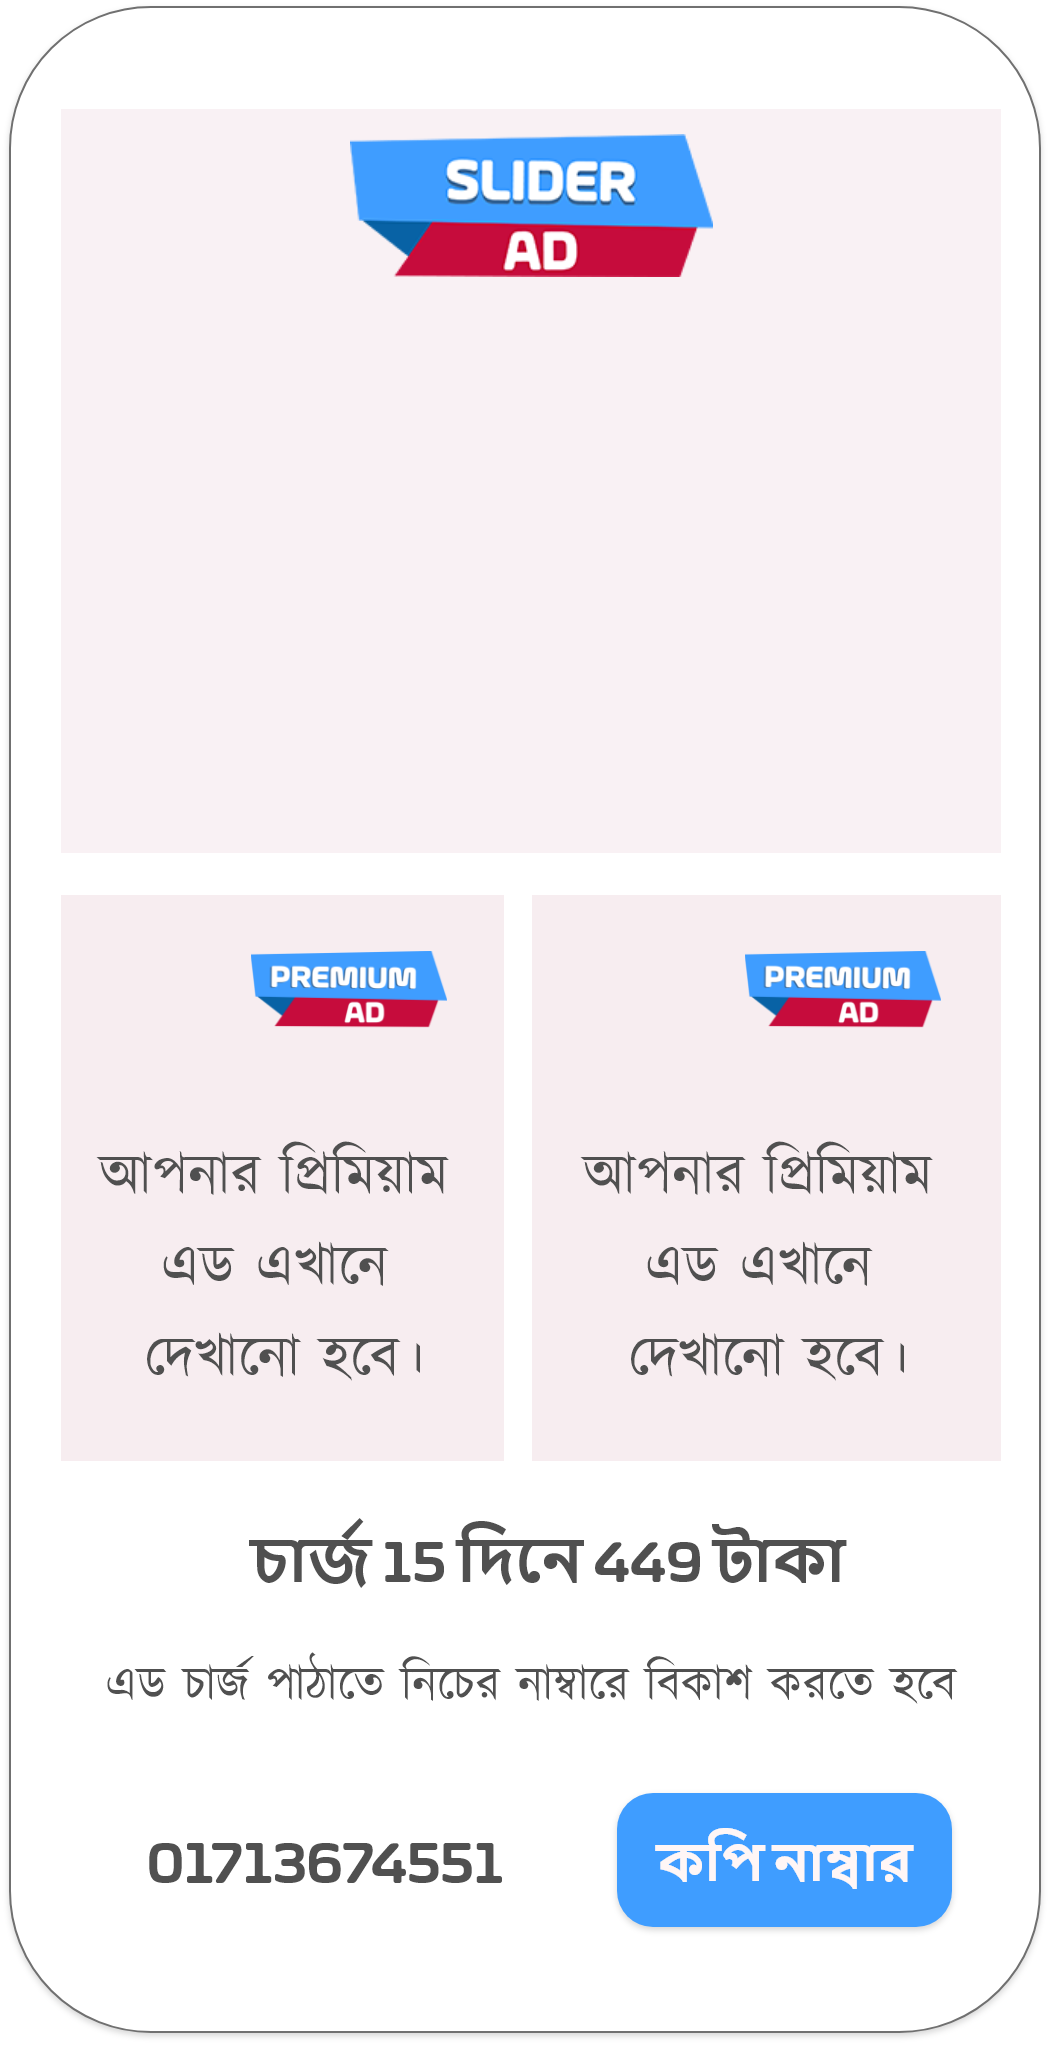 SLIDER
AD
PREMIUM
AD
আপনার প্রিমিয়াম
এড এখানে
দেখানো হবে।
PREMIUM
AD
আপনার প্রিমিয়াম
এড এখানে
দেখানো হবে।
চার্জ 15 দিনে 449 টাকা
এড চার্জ পাঠাতে নিচের নাম্বারে বিকাশ করতে হবে
01713674551
কপি নাম্বার